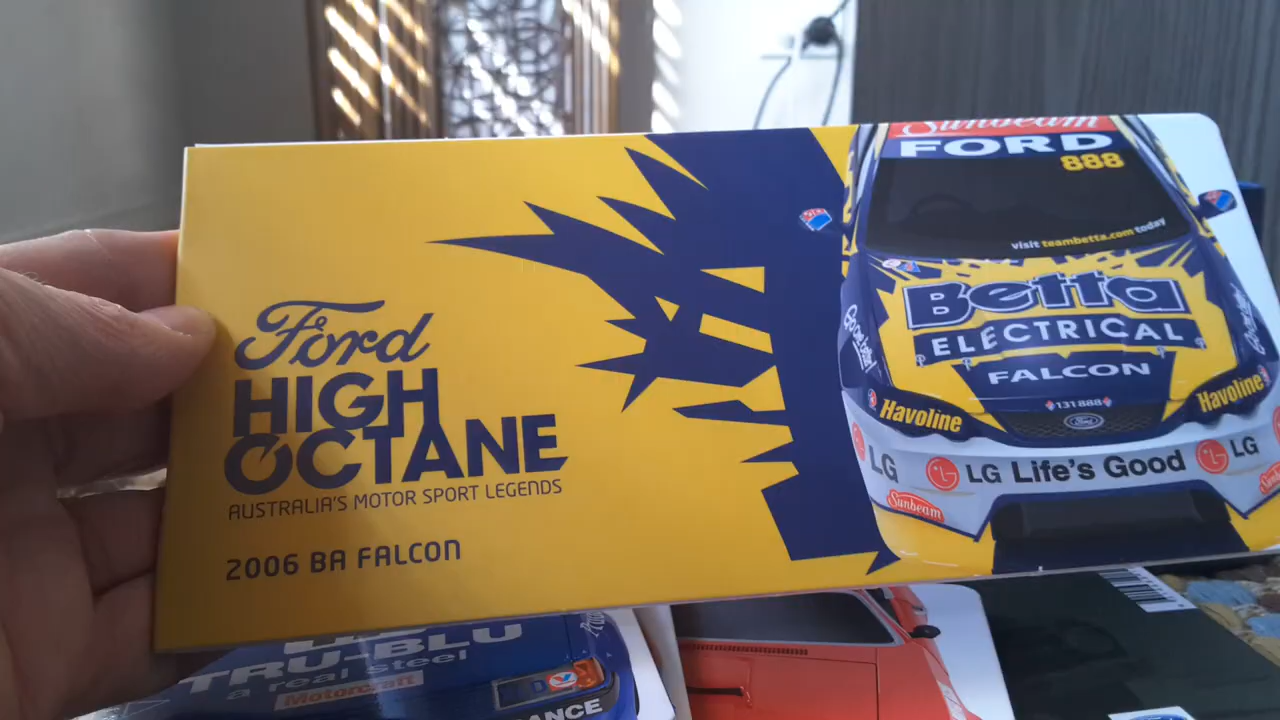 Ford
HIGH
OCTANE
AUSTRALIA'S MOTOR SPORT LEGENDS
2006 BA FALCON
Sunbeam
FORD
888
visit teambetta.com today
Betta
ELECTRICAL
FALCON
131888
Ford
Havoline
Havoline
LG
LG Life's Good
LG
Sunbeam
TRU-BLU
a real steel
Motorcraft